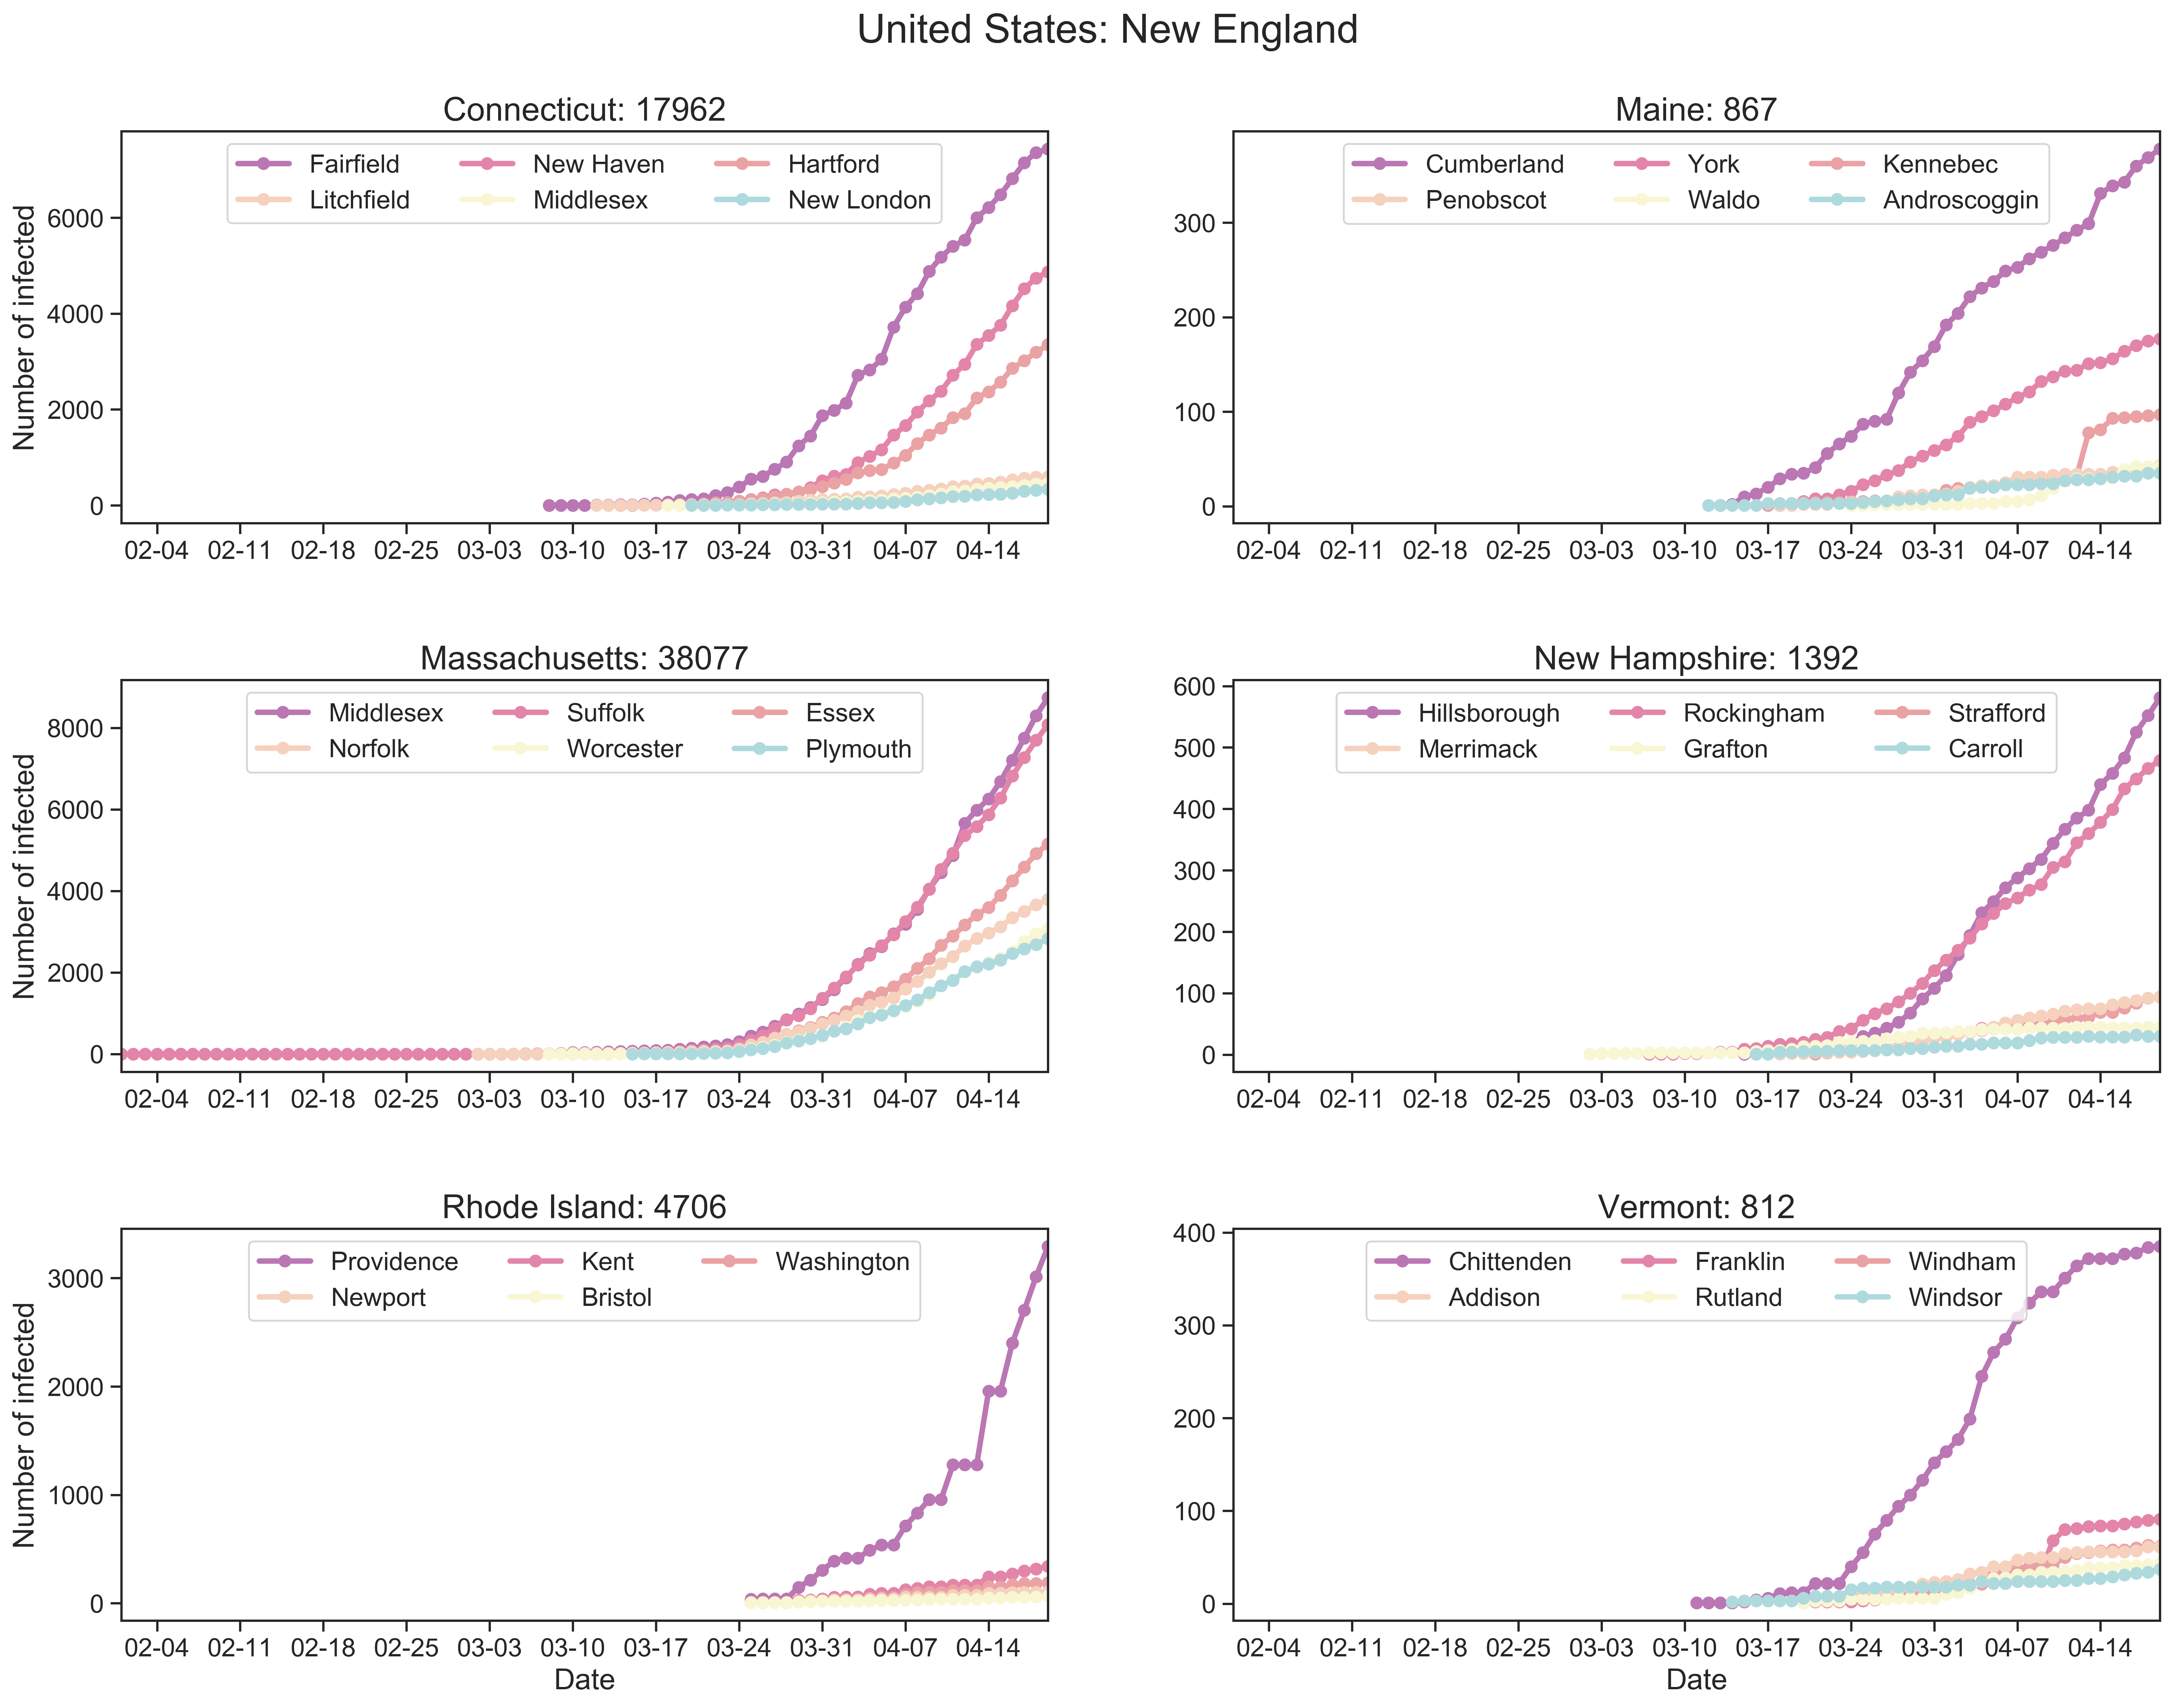 United States: New England
Connecticut: 17962
Number of infected
6000
4000
2000
0
Fairfield New Haven Hartford
Litchfield Middlesex New London
02-04 02-11 02-18 02-25 03-03 03-10 03-17 03-24 03-31 04-07 04-14
Maine: 867
300
200
100
0
Cumberland York Kennebec
Penobscot Waldo Androscoggin
02-04 02-11 02-18 02-25 03-03 03-10 03-17 03-24 03-31 04-07 04-14
Massachusetts: 38077
Number of infected
8000
6000
4000
2000
0
Middlesex Suffolk Essex
Norfolk Worcester Plymouth
02-04 02-11 02-18 02-25 03-03 03-10 03-17 03-24 03-31 04-07 04-14
New Hampshire: 1392
600
500
400
300
200
100
0
Hillsborough Rockingham Strafford
Merrimack Grafton Carroll
02-04 02-11 02-18 02-25 03-03 03-10 03-17 03-24 03-31 04-07 04-14
Rhode Island: 4706
Number of infected
3000
2000
1000
0
Providence Kent Washington
Newport Bristol
02-04 02-11 02-18 02-25 03-03 03-10 03-17 03-24 03-31 04-07 04-14
Date
Vermont: 812
400
300
200
100
0
Chittenden Franklin Windham
Addison Rutland Windsor
02-04 02-11 02-18 02-25 03-03 03-10 03-17 03-24 03-31 04-07 04-14
Date